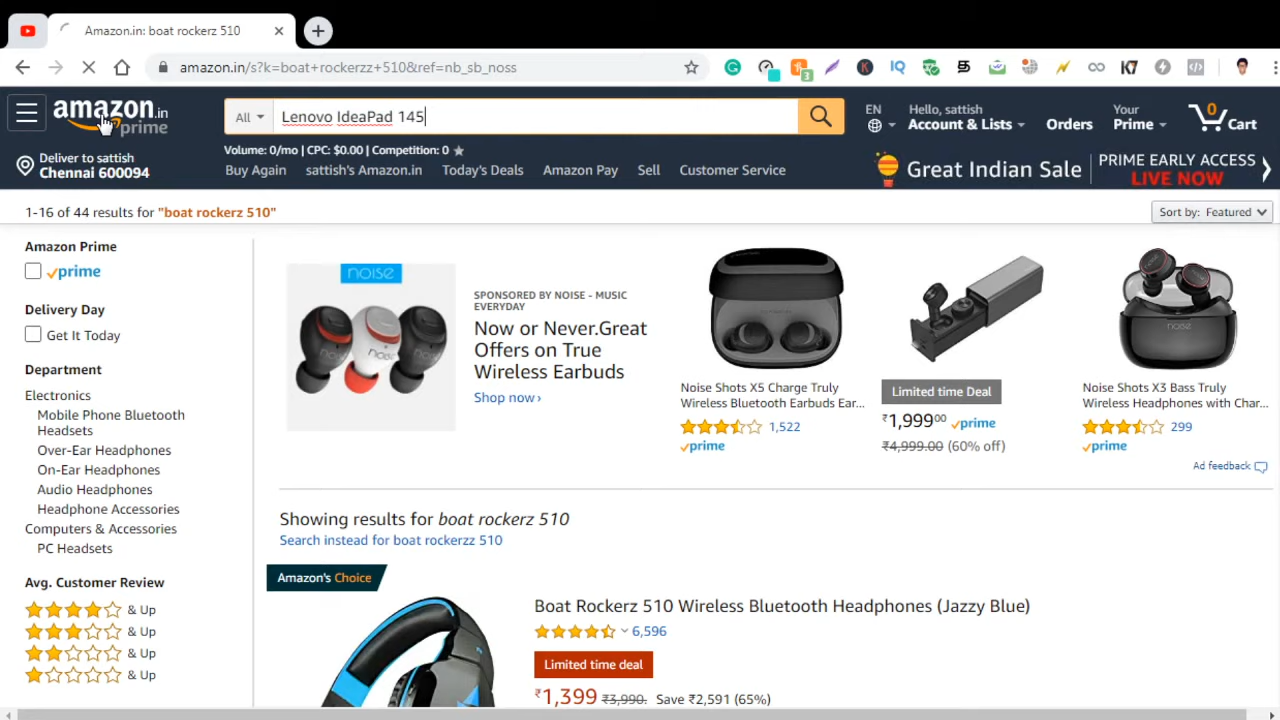 Amazon.in: boat rockerz 510
amazon.in/s?k=boat+rockerzz+510&ref=nb_sb_noss
3
K
IQ
K7
amazon.in
prime
All
Lenovo IdeaPad 145
EN
Hello, sattish
Account & Lists
Orders
Your
Prime
0
Cart
Deliver to sattish
Chennai 600094
Volume: 0/mo | CPC: $0.00 | Competition: 0
Buy Again
sattish's Amazon.in
Today's Deals
Amazon Pay
Sell
Customer Service
Great Indian Sale
PRIME EARLY ACCESS
LIVE NOW
1-16 of 44 results for "boat rockerz 510"
Sort by: Featured
Amazon Prime
prime
Delivery Day
Get It Today
Department
Electronics
Mobile Phone Bluetooth
Headsets
Over-Ear Headphones
On-Ear Headphones
Audio Headphones
Headphone Accessories
Computers & Accessories
PC Headsets
Avg. Customer Review
& Up
& Up
& Up
& Up
noise
SPONSORED BY NOISE - MUSIC
EVERYDAY
Now or Never.Great
Offers on True
Wireless Earbuds
Shop now ›
Noise Shots X5 Charge Truly
Wireless Bluetooth Earbuds Ear...
1,522
prime
Limited time Deal
₹1,999.00 prime
₹4,999.00 (60% off)
noise
Noise Shots X3 Bass Truly
Wireless Headphones with Char...
299
prime
Ad feedback
Showing results for boat rockerz 510
Search instead for boat rockerzz 510
Amazon's Choice
Boat Rockerz 510 Wireless Bluetooth Headphones (Jazzy Blue)
6,596
Limited time deal
₹1,399 ₹3,990. Save ₹2,591 (65%)